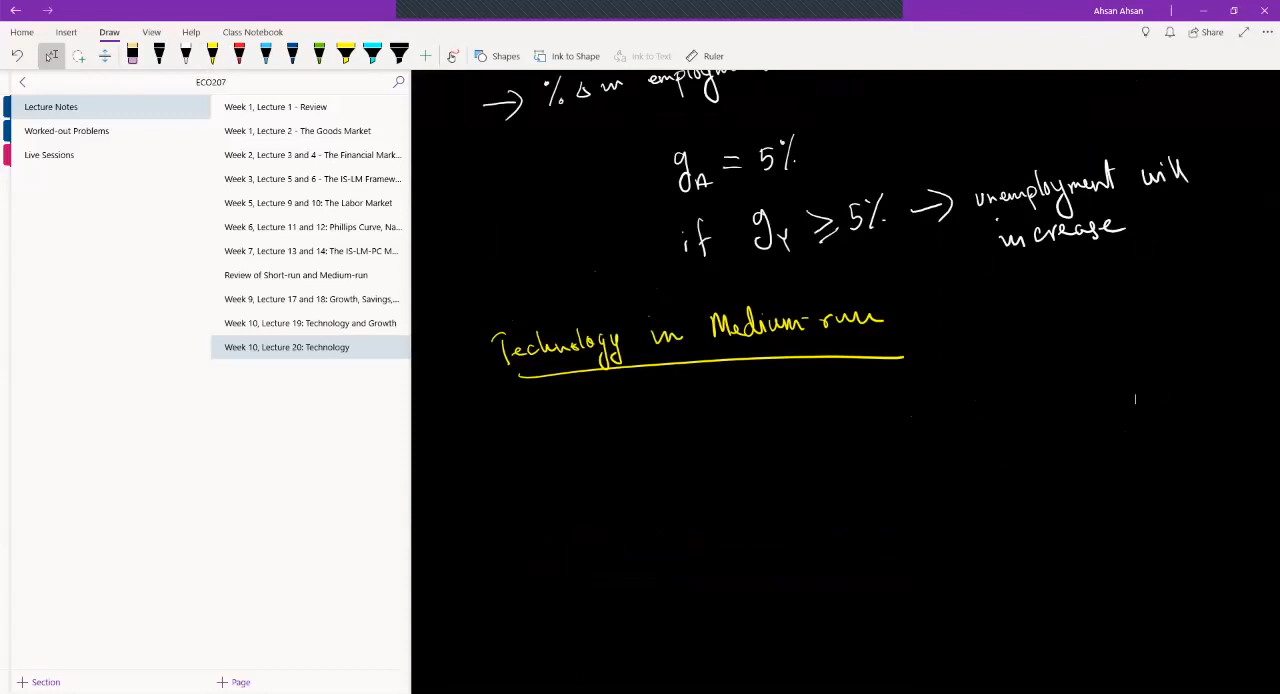 Ahsan Ahsan
Home Insert Draw View Help Class Notebook
Share
Shapes Ink to Shape Ink to Text Ruler
ECO207
Lecture Notes
Worked-out Problems
Live Sessions
Week 1, Lecture 1 - Review
Week 1, Lecture 2 - The Goods Market
Week 2, Lecture 3 and 4 - The Financial Mark...
Week 3, Lecture 5 and 6 - The IS-LM Framew...
Week 5, Lecture 9 and 10: The Labor Market
Week 6, Lecture 11 and 12: Phillips Curve, Na...
Week 7, Lecture 13 and 14: The IS-LM-PC M...
Review of Short-run and Medium-run
Week 9, Lecture 17 and 18: Growth, Savings,...
Week 10, Lecture 19: Technology and Growth
Week 10, Lecture 20: Technology
+ Section
+ Page
→ % Δ in employm
g_A = 5%
if g_Y ≥ 5% → unemployment will
increase
Technology in Medium-run